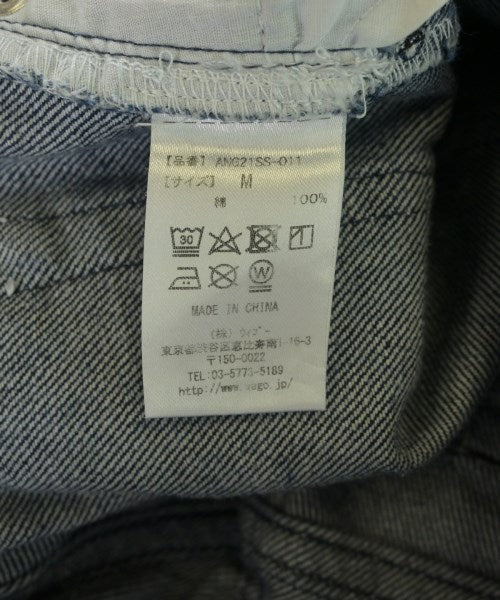 【品番】 ANG21SS-011
【サイズ】 M
綿 100%
30
W
MADE IN CHINA
(株) ウィゴー
東京都渋谷区恵比寿南1-16-3
〒150-0022
TEL:03-5773-5189
http://www.wego.jp/